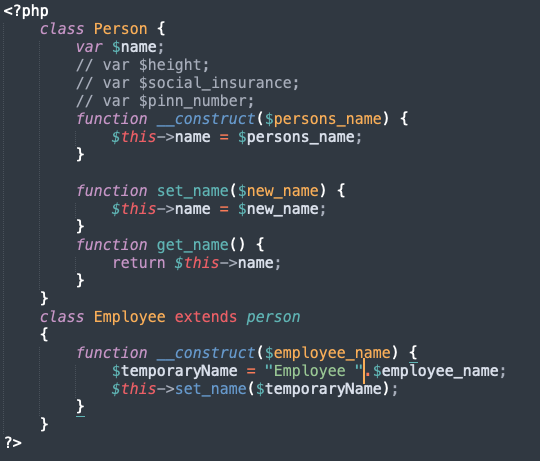 <?php
class Person {
var $name;
// var $height;
// var $social_insurance;
// var $pinn_number;
function __construct($persons_name) {
$this->name = $persons_name;
}
function set_name($new_name) {
$this->name = $new_name;
}
function get_name() {
return $this->name;
}
}
class Employee extends person
{
function __construct($employee_name) {
$temporaryName = "Employee ".$employee_name;
$this->set_name($temporaryName);
}
}
?>